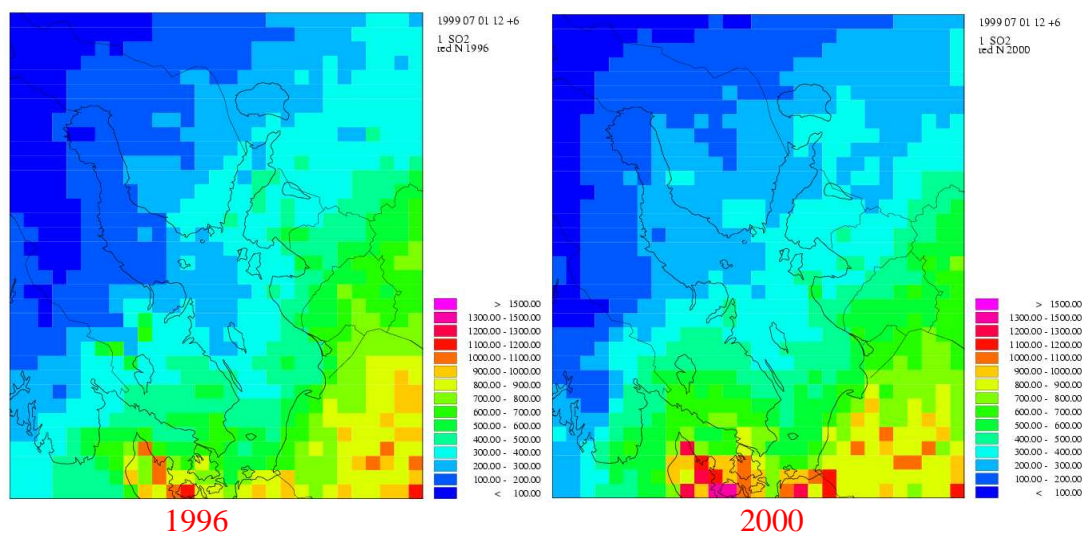 1999 07 01 12 +6
1 SO2
red N 1996
> 1500.00
1300.00 - 1500.00
1200.00 - 1300.00
1100.00 - 1200.00
1000.00 - 1100.00
900.00 - 1000.00
800.00 - 900.00
700.00 - 800.00
600.00 - 700.00
500.00 - 600.00
400.00 - 500.00
300.00 - 400.00
200.00 - 300.00
100.00 - 200.00
< 100.00
1996
1999 07 01 12 +6
1 SO2
red N 2000
> 1500.00
1300.00 - 1500.00
1200.00 - 1300.00
1100.00 - 1200.00
1000.00 - 1100.00
900.00 - 1000.00
800.00 - 900.00
700.00 - 800.00
600.00 - 700.00
500.00 - 600.00
400.00 - 500.00
300.00 - 400.00
200.00 - 300.00
100.00 - 200.00
< 100.00
2000